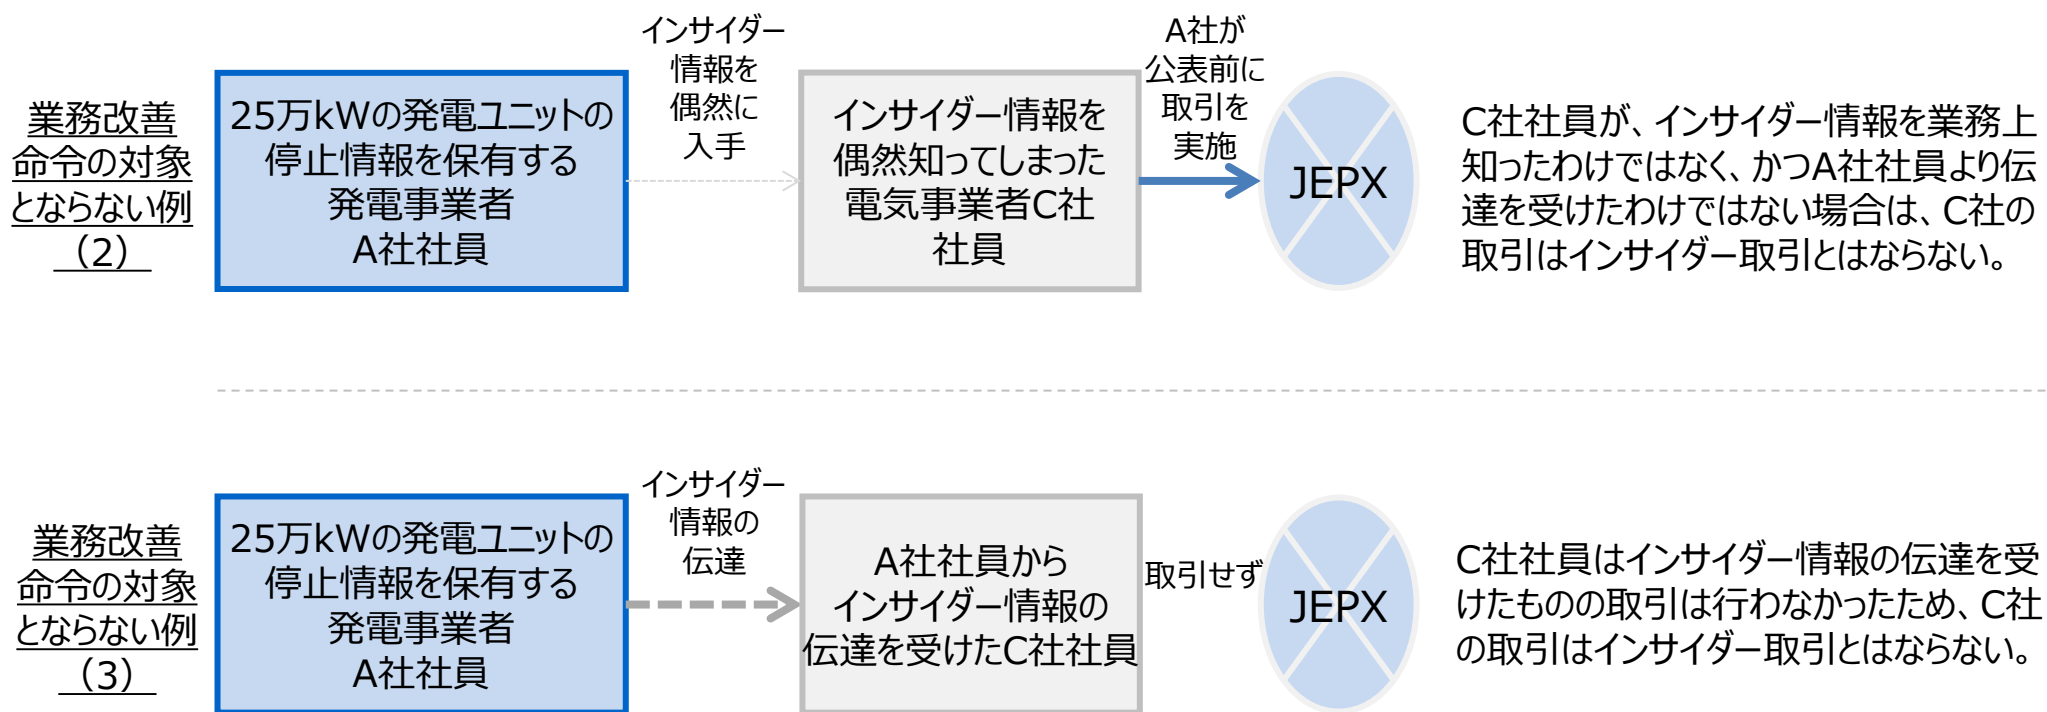 業務改善
命令の対象
とならない例
（2）
25万kWの発電ユニットの
停止情報を保有する
発電事業者
A社社員
インサイダー
情報を
偶然に
入手
インサイダー情報を
偶然知ってしまった
電気事業者C社
社員
A社が
公表前に
取引を
実施
JEPX
C社社員が、インサイダー情報を業務上
知ったわけではなく、かつA社社員より伝
達を受けたわけではない場合は、C社の
取引はインサイダー取引とはならない。
業務改善
命令の対象
とならない例
（3）
25万kWの発電ユニットの
停止情報を保有する
発電事業者
A社社員
インサイダー
情報の
伝達
A社社員から
インサイダー情報の
伝達を受けたC社社員
取引せず
JEPX
C社社員はインサイダー情報の伝達を受
けたものの取引は行わなかったため、C社
の取引はインサイダー取引とはならない。